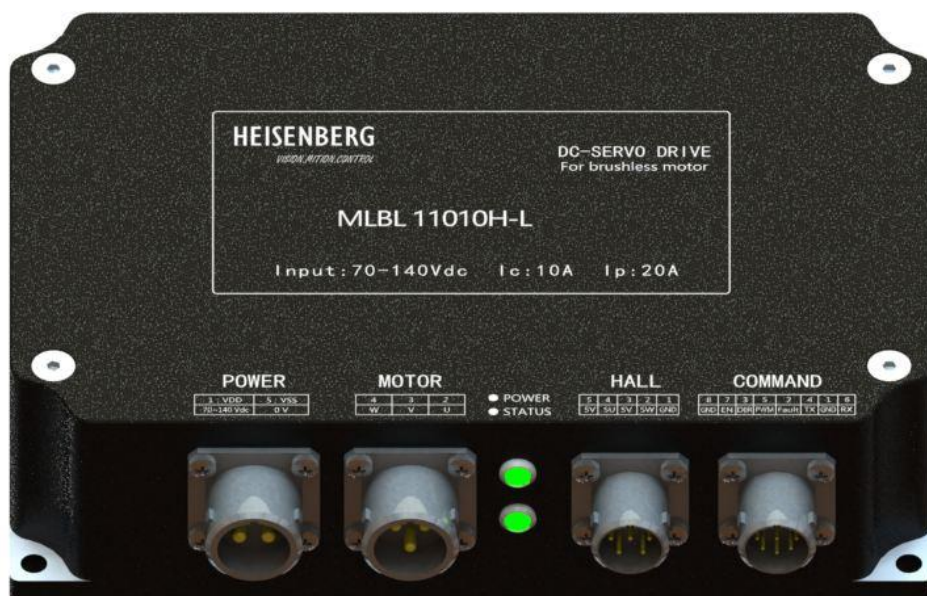 HEISENBERG
VISION,MITION,CONTROL
DC-SERVO DRIVE
For brushless motor
MLBL 11010H-L
Input:70-140Vdc Ic:10A Ip:20A
POWER
1:VDD 5:VSS
70-140 Vdc 0 V
MOTOR
4 3 2
W V U
POWER
STATUS
HALL
5 4 3 2 1
5V SU SV SW GND
COMMAND
8 7 3 5 2 4 1 6
GND EN DIR PWM Fault TX GND RX